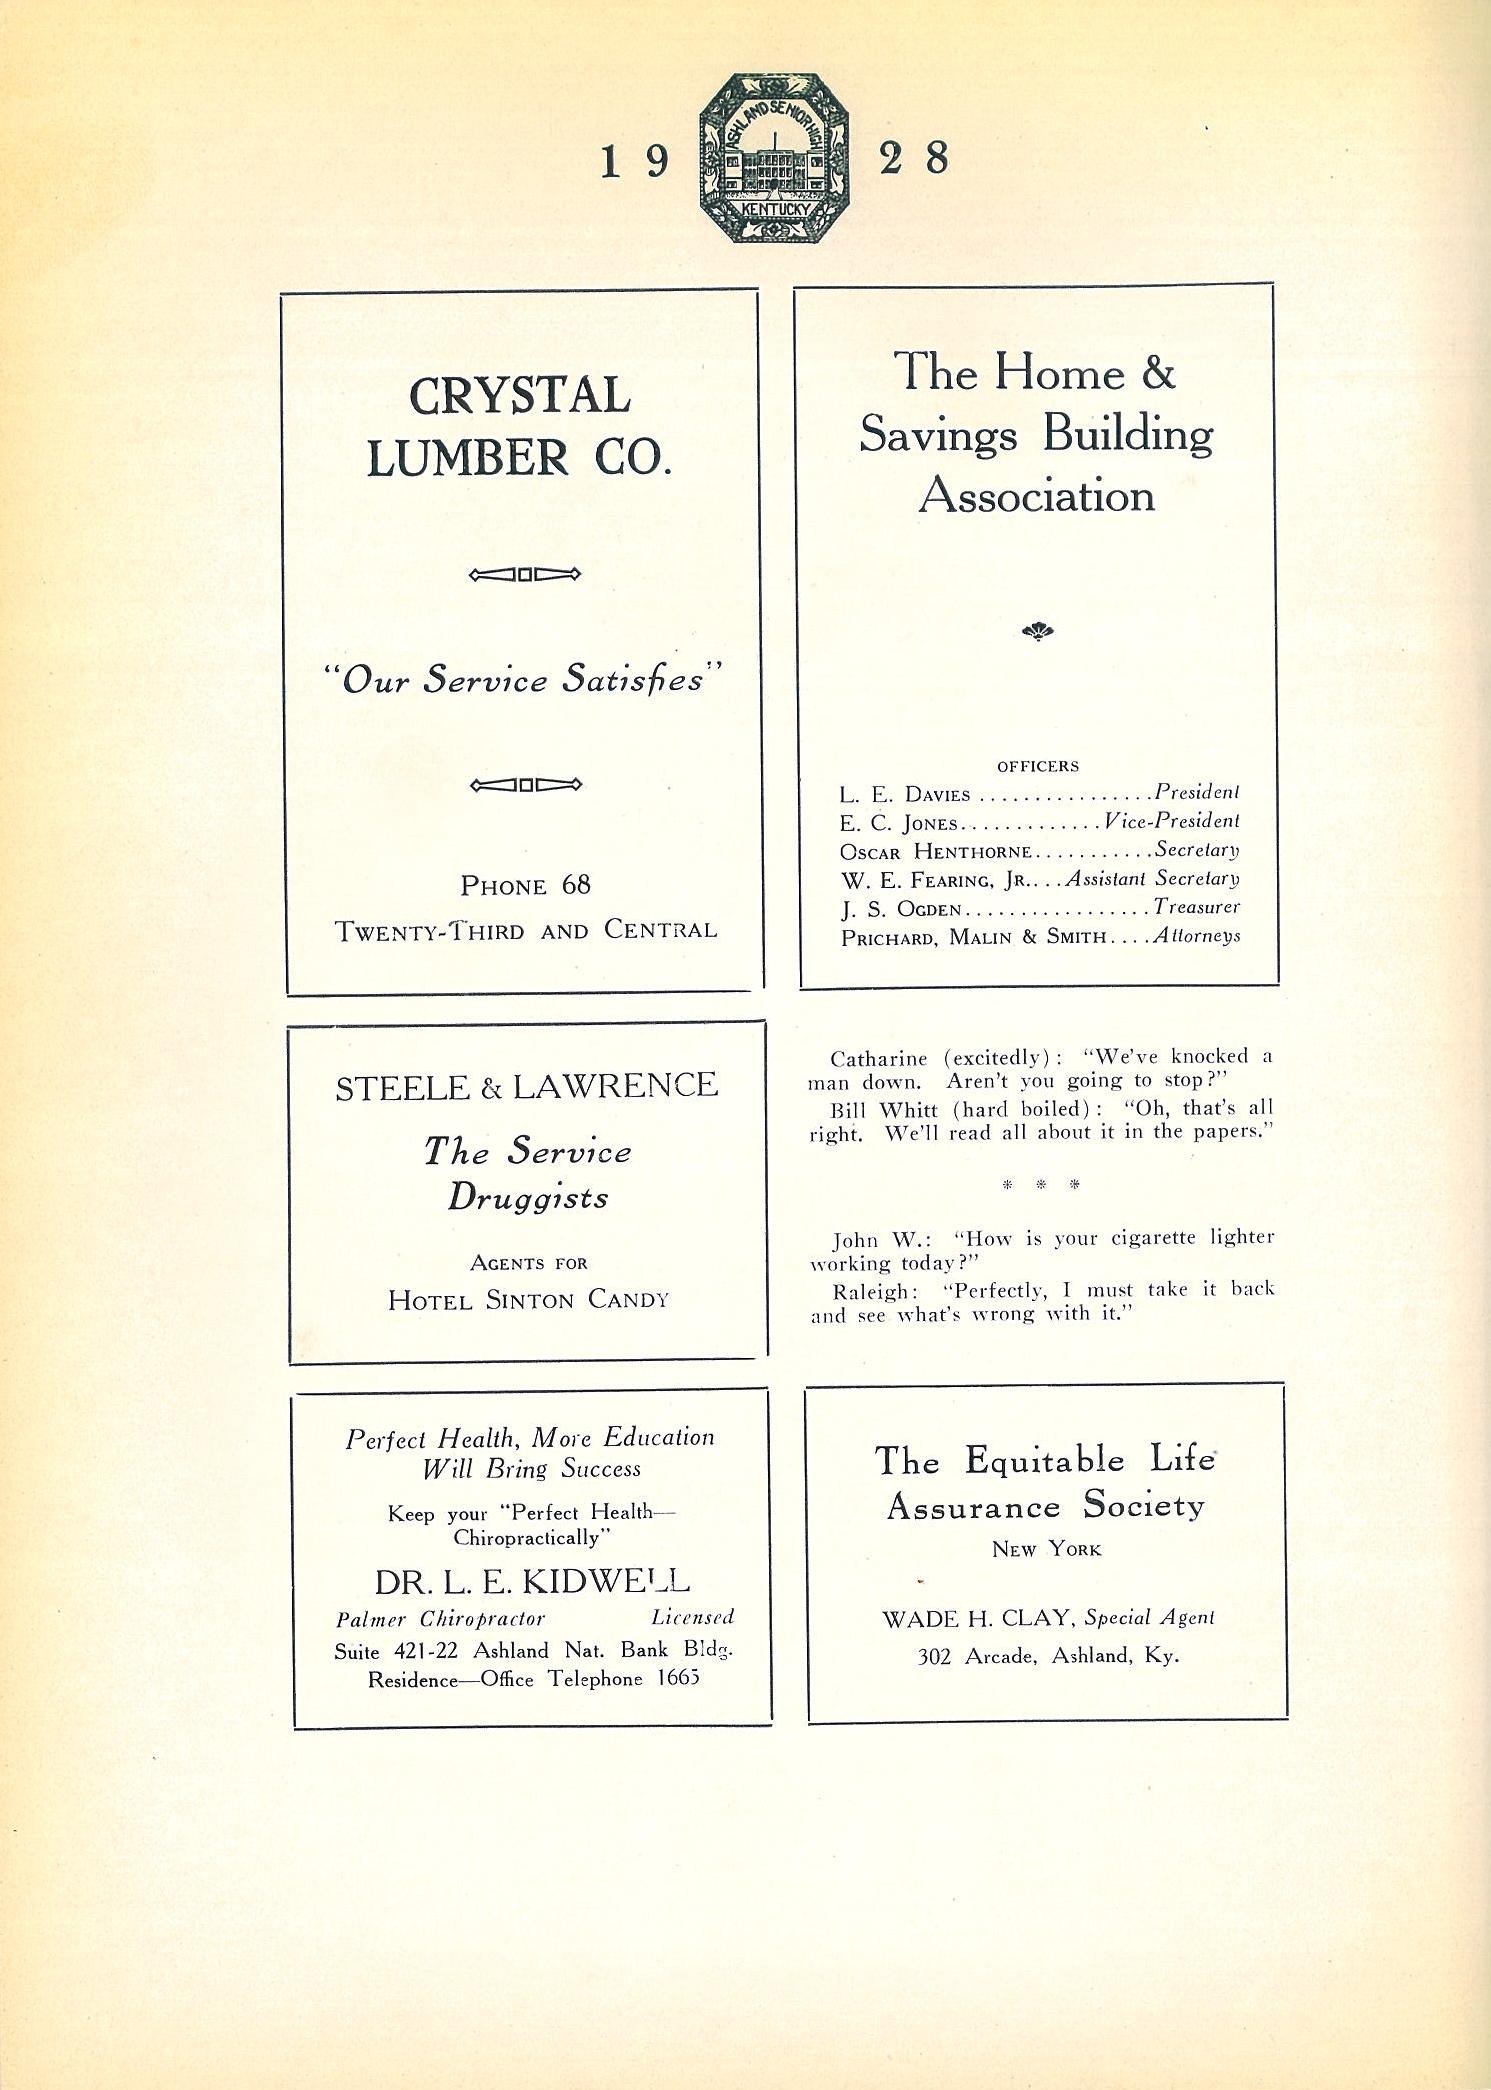 19 28
ASHLAND SENIOR HIGH
KENTUCKY
CRYSTAL
LUMBER CO.
"Our Service Satisfies"
PHONE 68
TWENTY-THIRD AND CENTRAL
The Home &
Savings Building
Association
OFFICERS
L. E. DAVIES ................President
E. C. JONES.............Vice-President
OSCAR HENTHORNE...........Secretary
W. E. FEARING, JR....Assistant Secretary
J. S. OGDEN.................Treasurer
PRICHARD, MALIN & SMITH....Attorneys
STEELE & LAWRENCE
The Service
Druggists
AGENTS FOR
HOTEL SINTON CANDY
Catharine (excitedly): "We've knocked a
man down. Aren't you going to stop?"
Bill Whitt (hard boiled): "Oh, that's all
right. We'll read all about it in the papers."
* * *
John W.: "How is your cigarette lighter
working today?"
Raleigh: "Perfectly, I must take it back
and see what's wrong with it."
Perfect Health, More Education
Will Bring Success
Keep your "Perfect Health—
Chiropractically"
DR. L. E. KIDWELL
Palmer Chiropractor Licensed
Suite 421-22 Ashland Nat. Bank Bldg.
Residence—Office Telephone 1665
The Equitable Life
Assurance Society
NEW YORK
WADE H. CLAY, Special Agent
302 Arcade, Ashland, Ky.